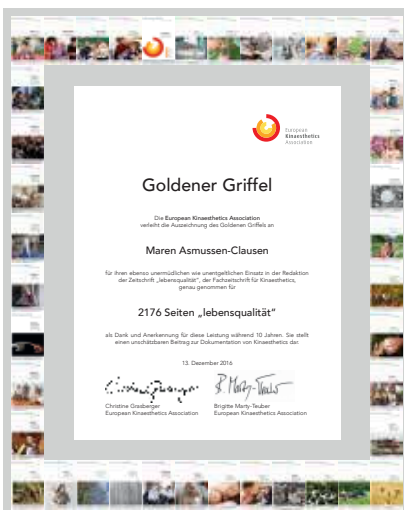 European
Kinaesthetics
Association
Goldener Griffel
Die European Kinaesthetics Association
verleiht die Auszeichnung des Goldenen Griffels an
Maren Asmussen-Clausen
für ihren ebenso unermüdlichen wie unentgeltlichen Einsatz in der Redaktion
der Zeitschrift „lebensqualität“, der Fachzeitschrift für Kinaesthetics,
genau genommen für
2176 Seiten „lebensqualität“
als Dank und Anerkennung für diese Leistung während 10 Jahren. Sie stellt
einen unschätzbaren Beitrag zur Dokumentation von Kinaesthetics dar.
13. Dezember 2016
Christine Grasberger
European Kinaesthetics Association
Brigitte Marty-Teuber
European Kinaesthetics Association